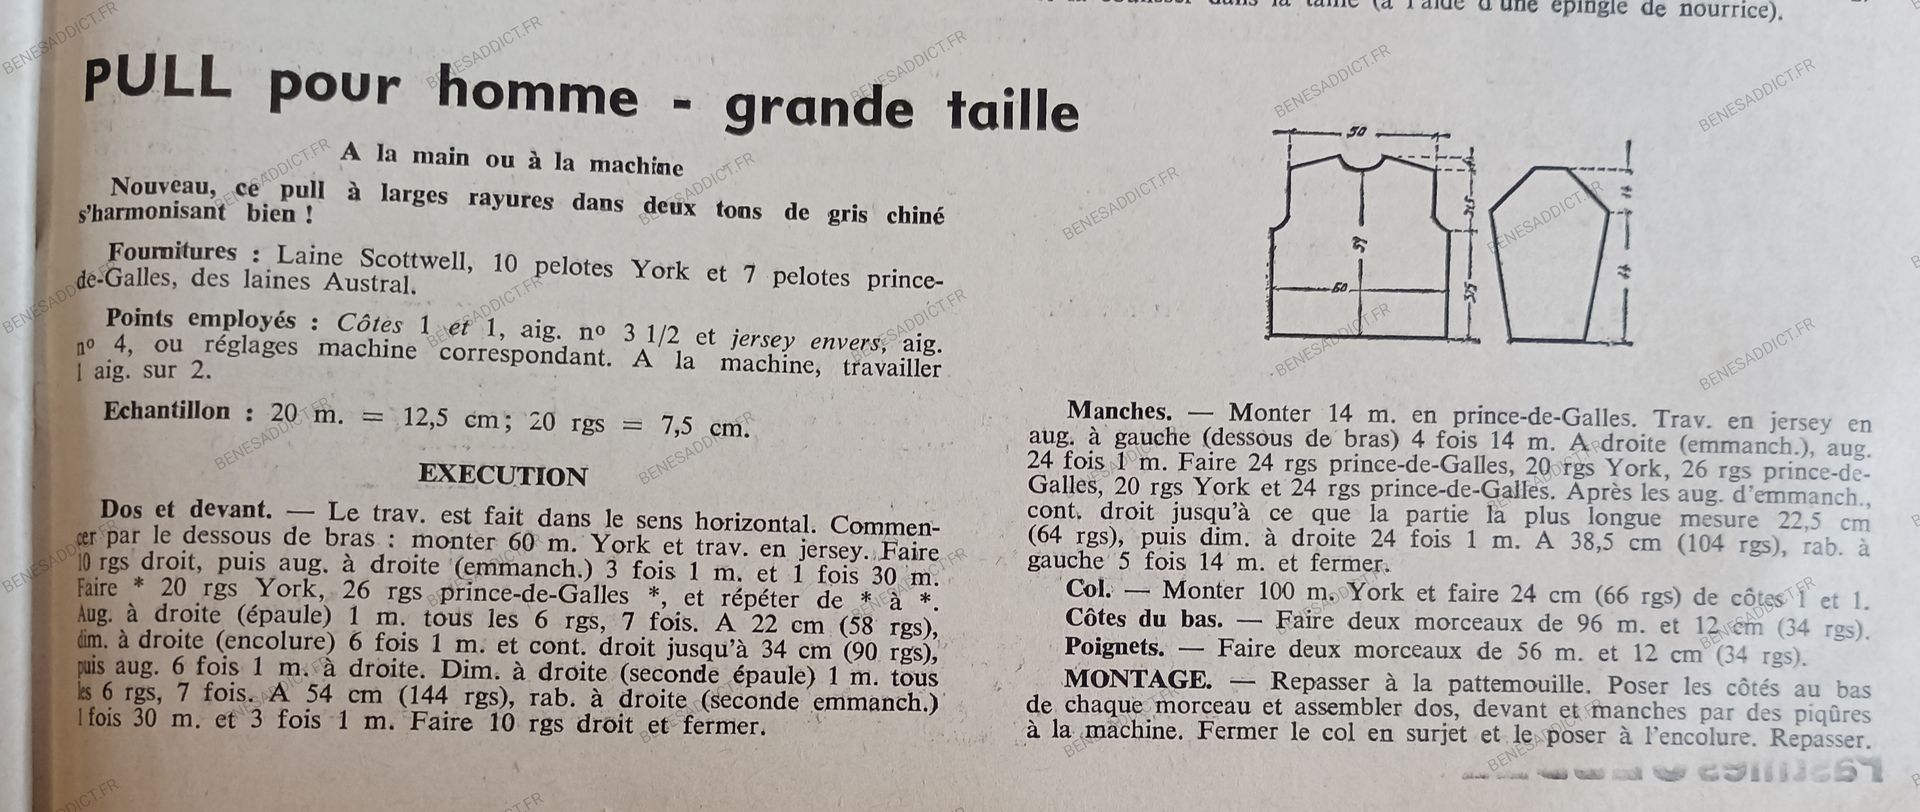 (à l'aide d'une épingle de nourrice).
PULL pour homme - grande taille
A la main ou à la machine
Nouveau, ce pull à larges rayures dans deux tons de gris chiné
s'harmonisant bien !
Fournitures : Laine Scottwell, 10 pelotes York et 7 pelotes prince-
de-Galles, des laines Austral.
Points employés : Côtes 1 et 1, aig. nº 3 1/2 et jersey envers, aig.
nº 4, ou réglages machine correspondant. A la machine, travailler
1 aig. sur 2.
Echantillon : 20 m. = 12,5 cm; 20 rgs = 7,5 cm.
EXECUTION
Dos et devant. — Le trav. est fait dans le sens horizontal. Commen-
cer par le dessous de bras : monter 60 m. York et trav. en jersey. Faire
10 rgs droit, puis aug. à droite (emmanch.) 3 fois 1 m. et 1 fois 30 m.
Faire * 20 rgs York, 26 rgs prince-de-Galles *, et répéter de * à *.
Aug. à droite (épaule) 1 m. tous les 6 rgs, 7 fois. A 22 cm (58 rgs),
dim. à droite (encolure) 6 fois 1 m. et cont. droit jusqu'à 34 cm (90 rgs),
puis aug. 6 fois 1 m. à droite. Dim. à droite (seconde épaule) 1 m. tous
les 6 rgs, 7 fois. A 54 cm (144 rgs), rab. à droite (seconde emmanch.)
1 fois 30 m. et 3 fois 1 m. Faire 10 rgs droit et fermer.
50
60
Manches. — Monter 14 m. en prince-de-Galles. Trav. en jersey en
aug. à gauche (dessous de bras) 4 fois 14 m. A droite (emmanch.), aug.
24 fois 1 m. Faire 24 rgs prince-de-Galles, 20 rgs York, 26 rgs prince-de-
Galles, 20 rgs York et 24 rgs prince-de-Galles. Après les aug. d'emmanch.,
cont. droit jusqu'à ce que la partie la plus longue mesure 22,5 cm
(64 rgs), puis dim. à droite 24 fois 1 m. A 38,5 cm (104 rgs), rab. à
gauche 5 fois 14 m. et fermer.
Col. — Monter 100 m. York et faire 24 cm (66 rgs) de côtes 1 et 1.
Côtes du bas. — Faire deux morceaux de 96 m. et 12 cm (34 rgs).
Poignets. — Faire deux morceaux de 56 m. et 12 cm (34 rgs).
MONTAGE. — Repasser à la pattemouille. Poser les côtés au bas
de chaque morceau et assembler dos, devant et manches par des piqûres
à la machine. Fermer le col en surjet et le poser à l'encolure. Repasser.
BENESADDICT.FR